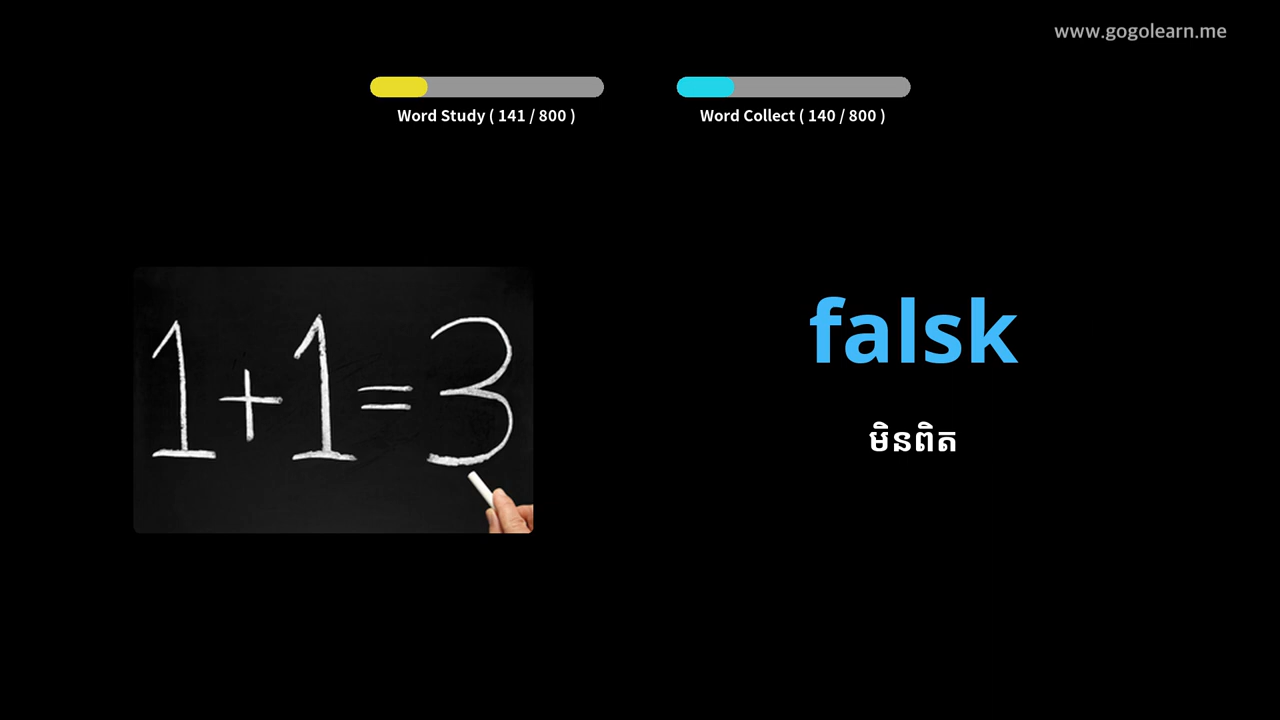 www.gogolearn.me
Word Study ( 141 / 800 )
Word Collect ( 140 / 800 )
1+1=3
falsk
មិនពិត